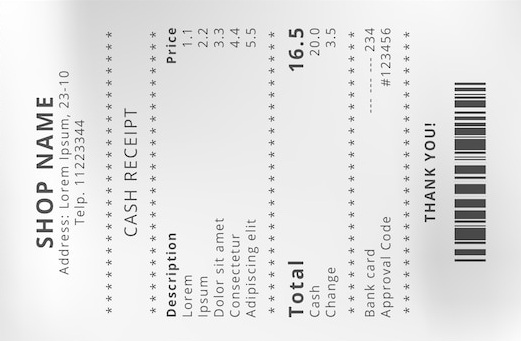 SHOP NAME
Address: Lorem Ipsum, 23-10
Telp. 11223344
* * * * * * * * * * * * * * * * * * * * * * * *
CASH RECEIPT
* * * * * * * * * * * * * * * * * * * * * * * *
Description Price
Lorem 1.1
Ipsum 2.2
Dolor sit amet 3.3
Consectetur 4.4
Adipiscing elit 5.5
* * * * * * * * * * * * * * * * * * * * * * * *
Total 16.5
Cash 20.0
Change 3.5
* * * * * * * * * * * * * * * * * * * * * * * *
Bank card --- --- --- 234
Approval Code #123456
* * * * * * * * * * * * * * * * * * * * * * * *
THANK YOU!